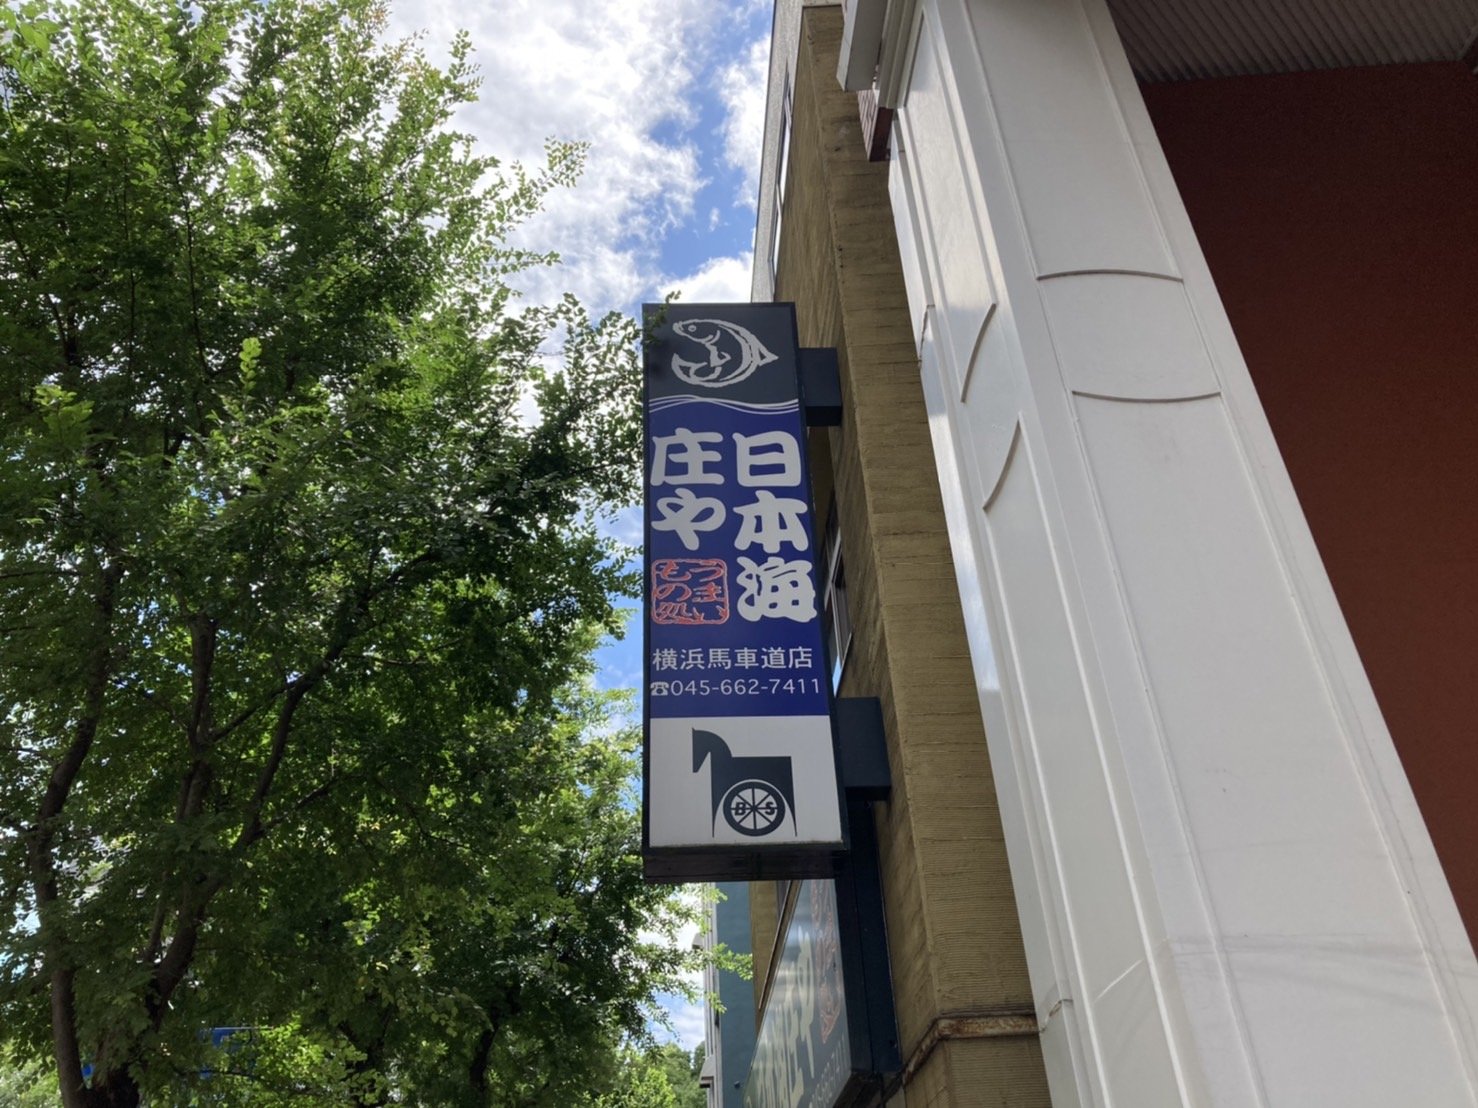 日本海
庄や
うまい
もの処
横浜馬車道店
☎045-662-7411
B S